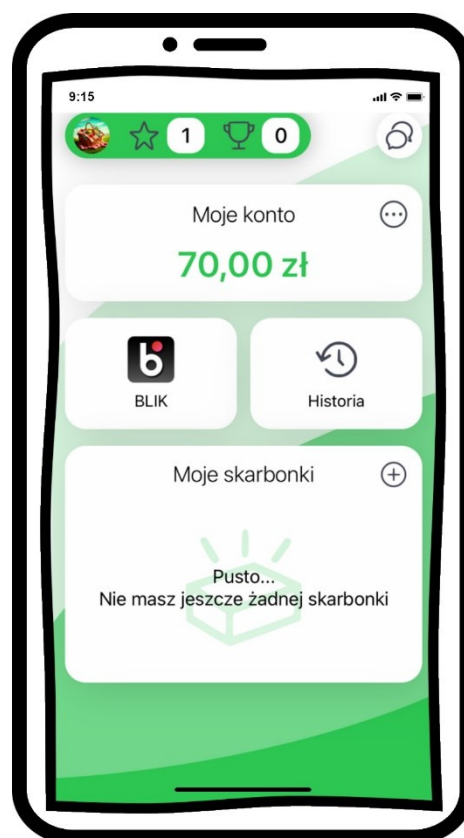 9:15
1 0
Moje konto
70,00 zł
BLIK
Historia
Moje skarbonki
Pusto...
Nie masz jeszcze żadnej skarbonki